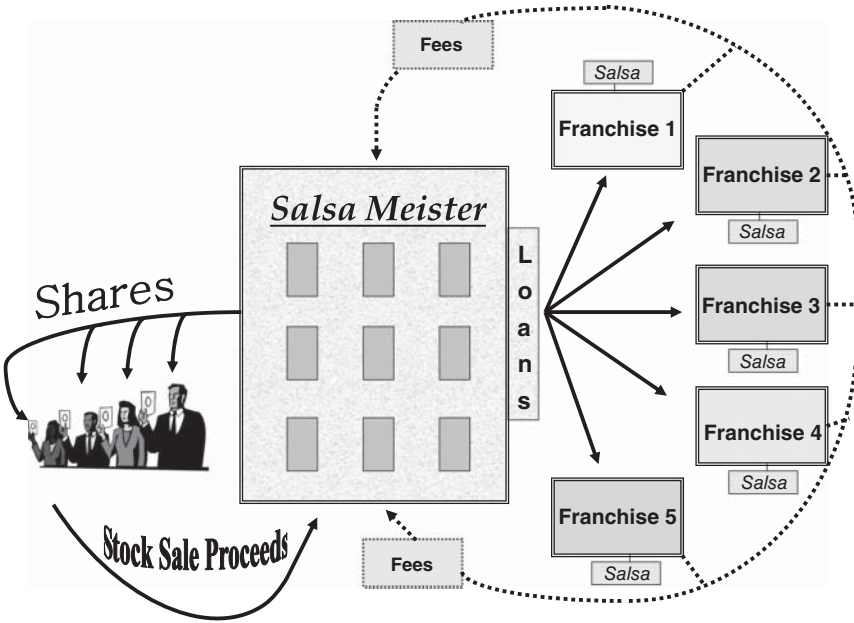 Fees
Salsa
Franchise 1
Franchise 2
Salsa
Salsa Meister
Loans
Shares
Franchise 3
Salsa
Franchise 4
Salsa
Franchise 5
Salsa
Stock Sale Proceeds
Fees